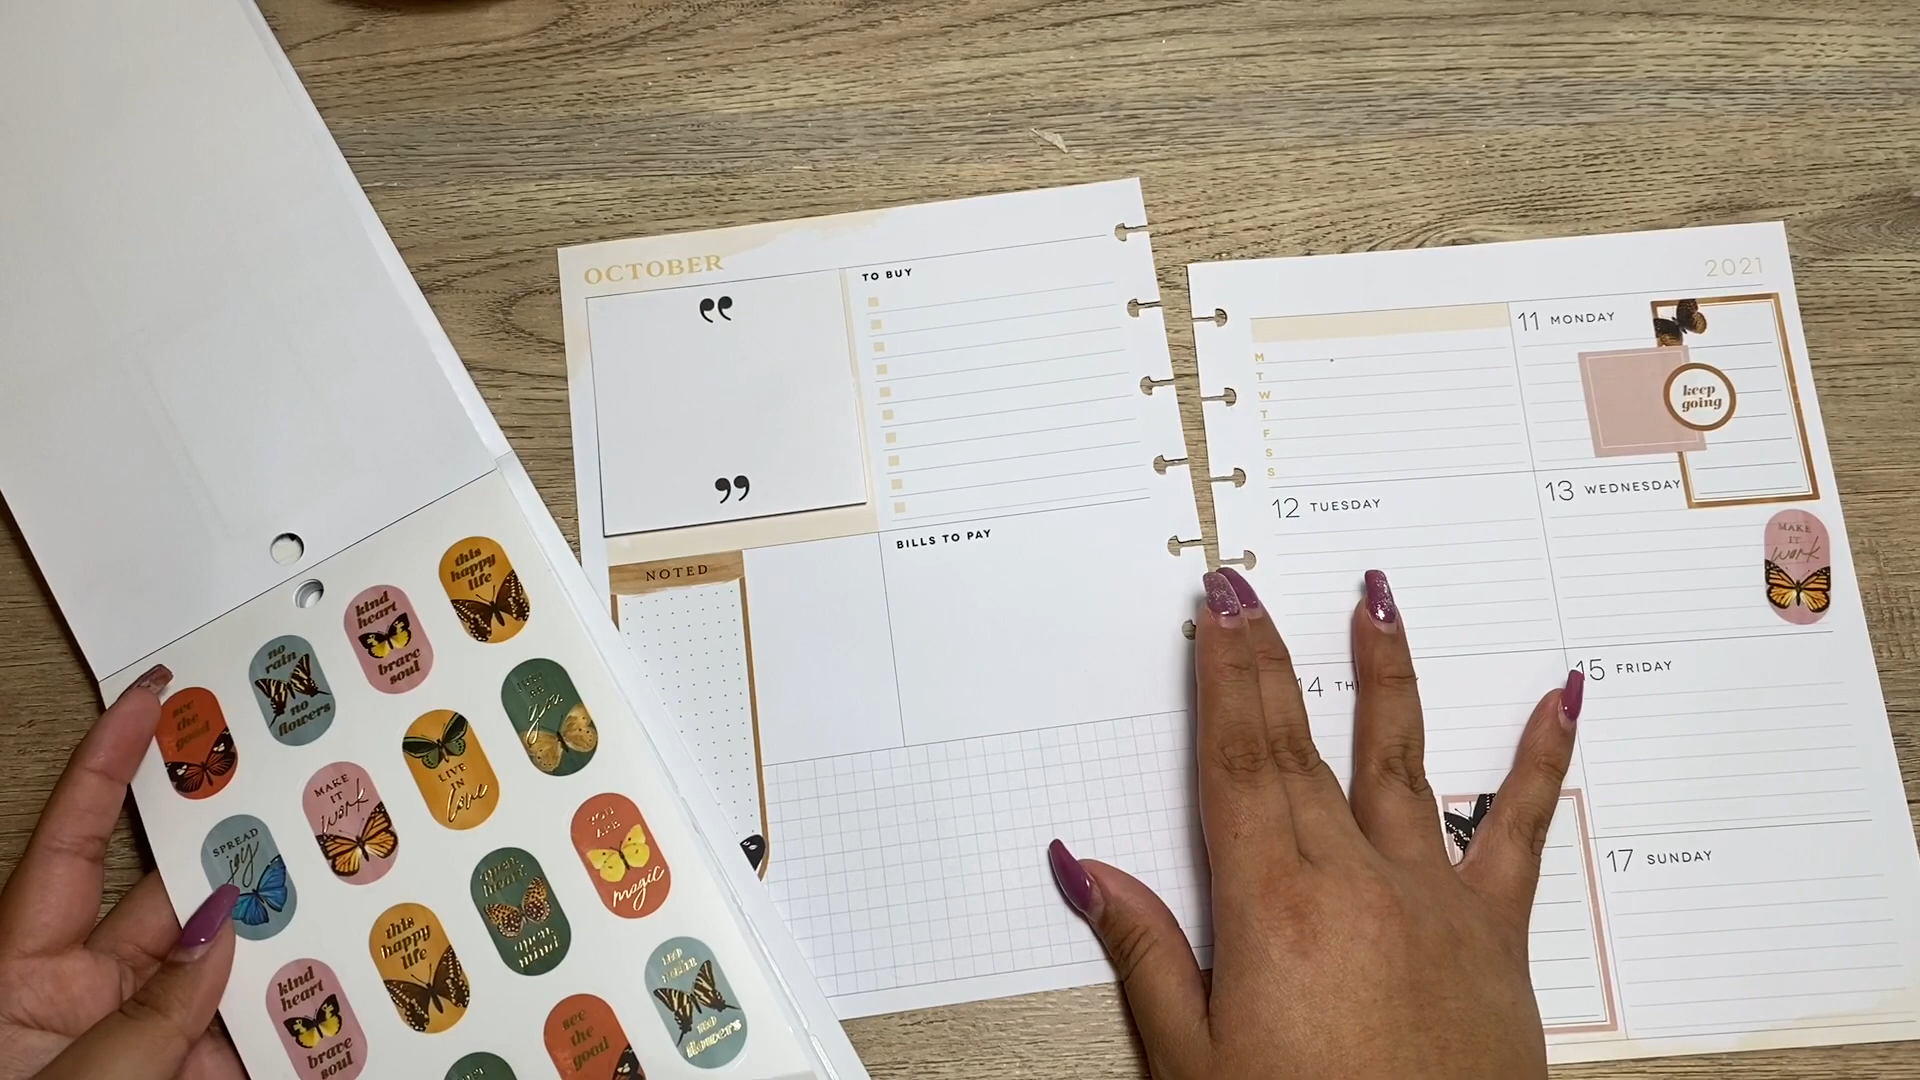 OCTOBER
❟❟
TO BUY
❟❟
NOTED
BILLS TO PAY
2021
M
T
W
T
F
S
S
11 MONDAY
keep
going
12 TUESDAY
13 WEDNESDAY
MAKE
IT
work
14 TH
15 FRIDAY
17 SUNDAY
this
happy
life
kind
heart
brave
soul
no
rain
no
flowers
see
the
good
you
LIVE
IN
love
MAKE
IT
work
SPREAD
joy
YOU
ARE
magic
open
heart
open
mind
this
happy
life
kind
heart
brave
soul
see
the
good
flowers